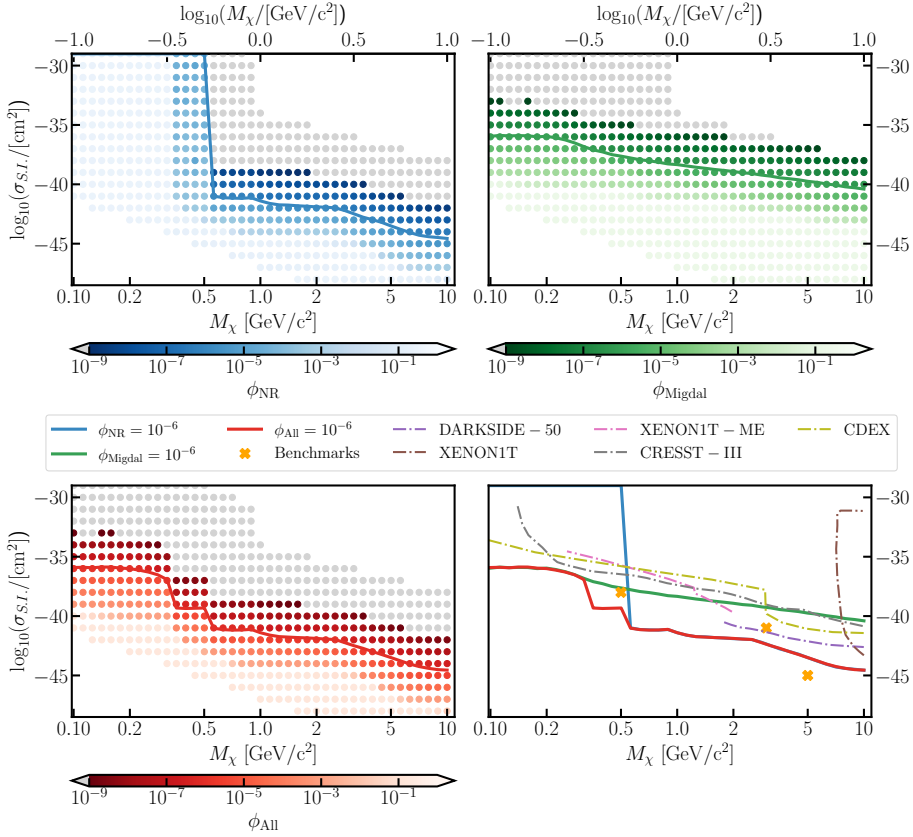 log₁₀(Mχ/[GeV/c²])
log₁₀(Mχ/[GeV/c²])
−1.0 −0.5 0.0 0.5 1.0
−1.0 −0.5 0.0 0.5 1.0
−30
−35
−40
−45
log₁₀(σS.I./[cm²])
−30
−35
−40
−45
0.10 0.2 0.5 1.0 2 5 10
0.10 0.2 0.5 1.0 2 5 10
Mχ [GeV/c²]
Mχ [GeV/c²]
10⁻⁹ 10⁻⁷ 10⁻⁵ 10⁻³ 10⁻¹
10⁻⁹ 10⁻⁷ 10⁻⁵ 10⁻³ 10⁻¹
ϕNR
ϕMigdal
ϕNR = 10⁻⁶
ϕMigdal = 10⁻⁶
ϕAll = 10⁻⁶
Benchmarks
DARKSIDE − 50
XENON1T
XENON1T − ME
CRESST − III
CDEX
−30
−35
−40
−45
log₁₀(σS.I./[cm²])
−30
−35
−40
−45
0.10 0.2 0.5 1.0 2 5 10
0.10 0.2 0.5 1.0 2 5 10
Mχ [GeV/c²]
Mχ [GeV/c²]
10⁻⁹ 10⁻⁷ 10⁻⁵ 10⁻³ 10⁻¹
ϕAll